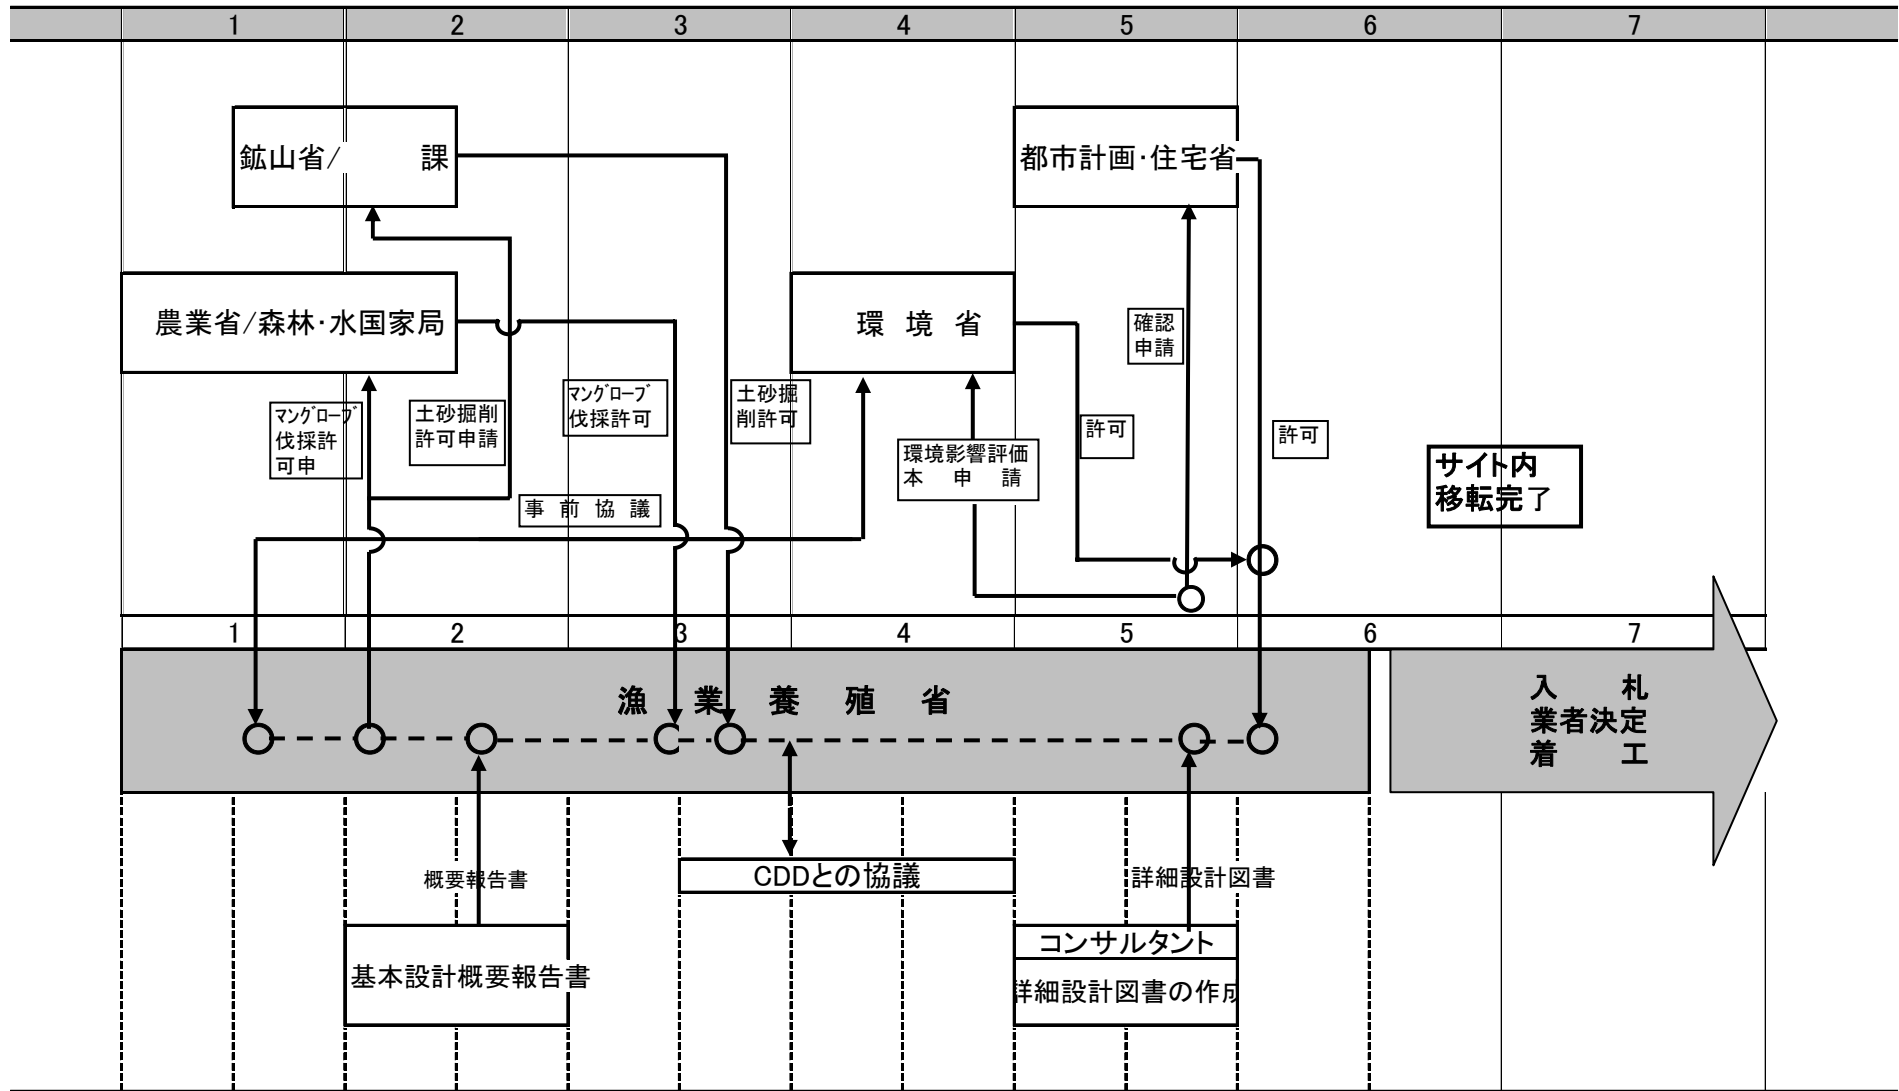 1 2 3 4 5 6 7
鉱山省/ 課
都市計画・住宅省
農業省/森林・水国家局
環 境 省
確認
申請
マングローブ
伐採許
可申
土砂掘削
許可申請
マングローブ
伐採許可
土砂掘
削許可
環境影響評価
本 申 請
許可
許可
サイト内
移転完了
事 前 協 議
1 2 3 4 5 6 7
漁 業 養 殖 省
入 札
業者決定
着 工
概要報告書
CDDとの協議
詳細設計図書
基本設計概要報告書
コンサルタント
詳細設計図書の作成